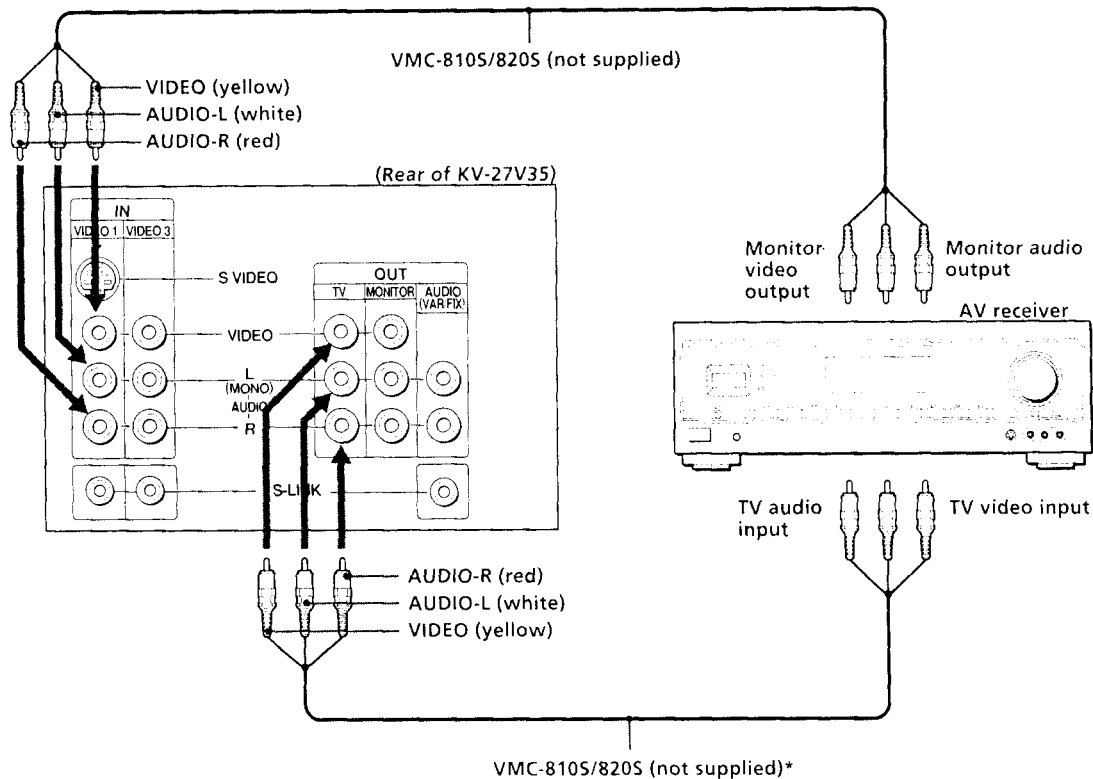 VMC-810S/820S (not supplied)
VIDEO (yellow)
AUDIO-L (white)
AUDIO-R (red)
(Rear of KV-27V35)
IN
VIDEO 1 VIDEO 3
S VIDEO
OUT
TV MONITOR AUDIO
(VAR/FIX)
VIDEO
L
(MONO)
AUDIO
R
S-LINK
Monitor
video
output
Monitor audio
output
AV receiver
TV audio
input
TV video input
AUDIO-R (red)
AUDIO-L (white)
VIDEO (yellow)
VMC-810S/820S (not supplied)*